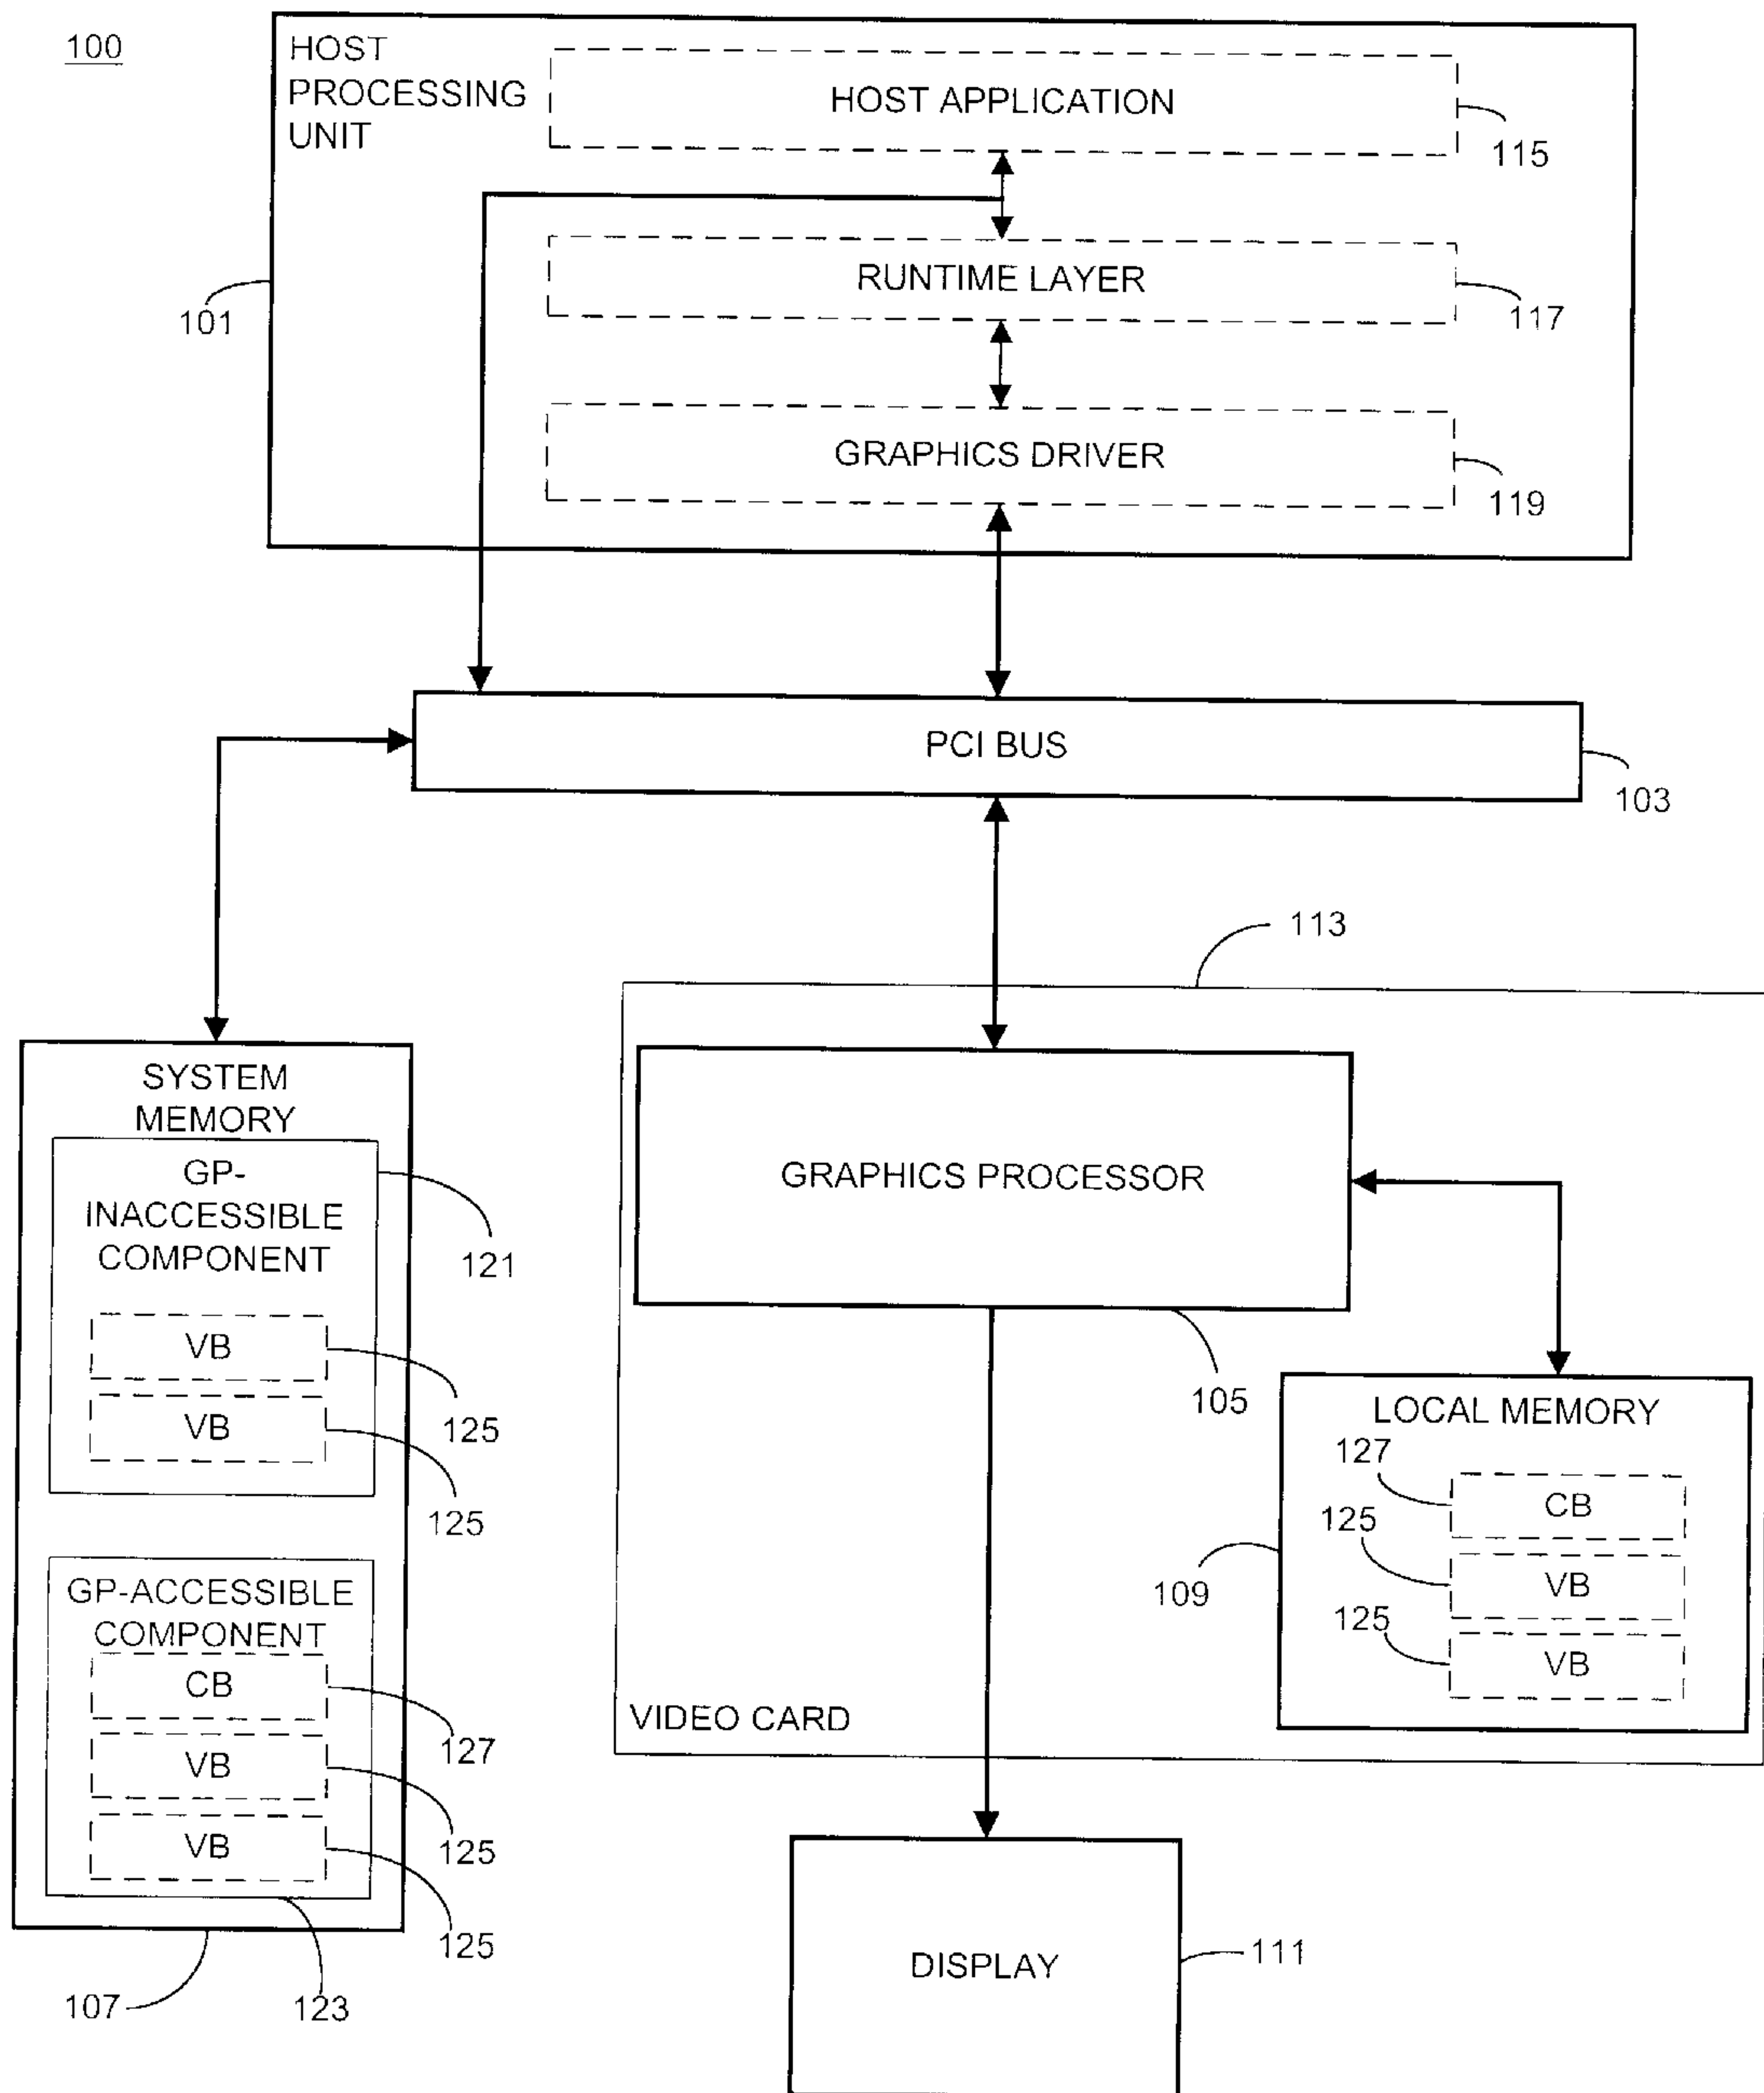 100
HOST
PROCESSING
UNIT
HOST APPLICATION
115
RUNTIME LAYER
117
101
GRAPHICS DRIVER
119
PCI BUS
103
113
SYSTEM
MEMORY
GP-
INACCESSIBLE
COMPONENT
121
VB
125
VB
125
GP-ACCESSIBLE
COMPONENT
CB
127
VB
125
VB
125
107
123
GRAPHICS PROCESSOR
105
LOCAL MEMORY
127
CB
125
VB
109
125
VB
VIDEO CARD
DISPLAY
111